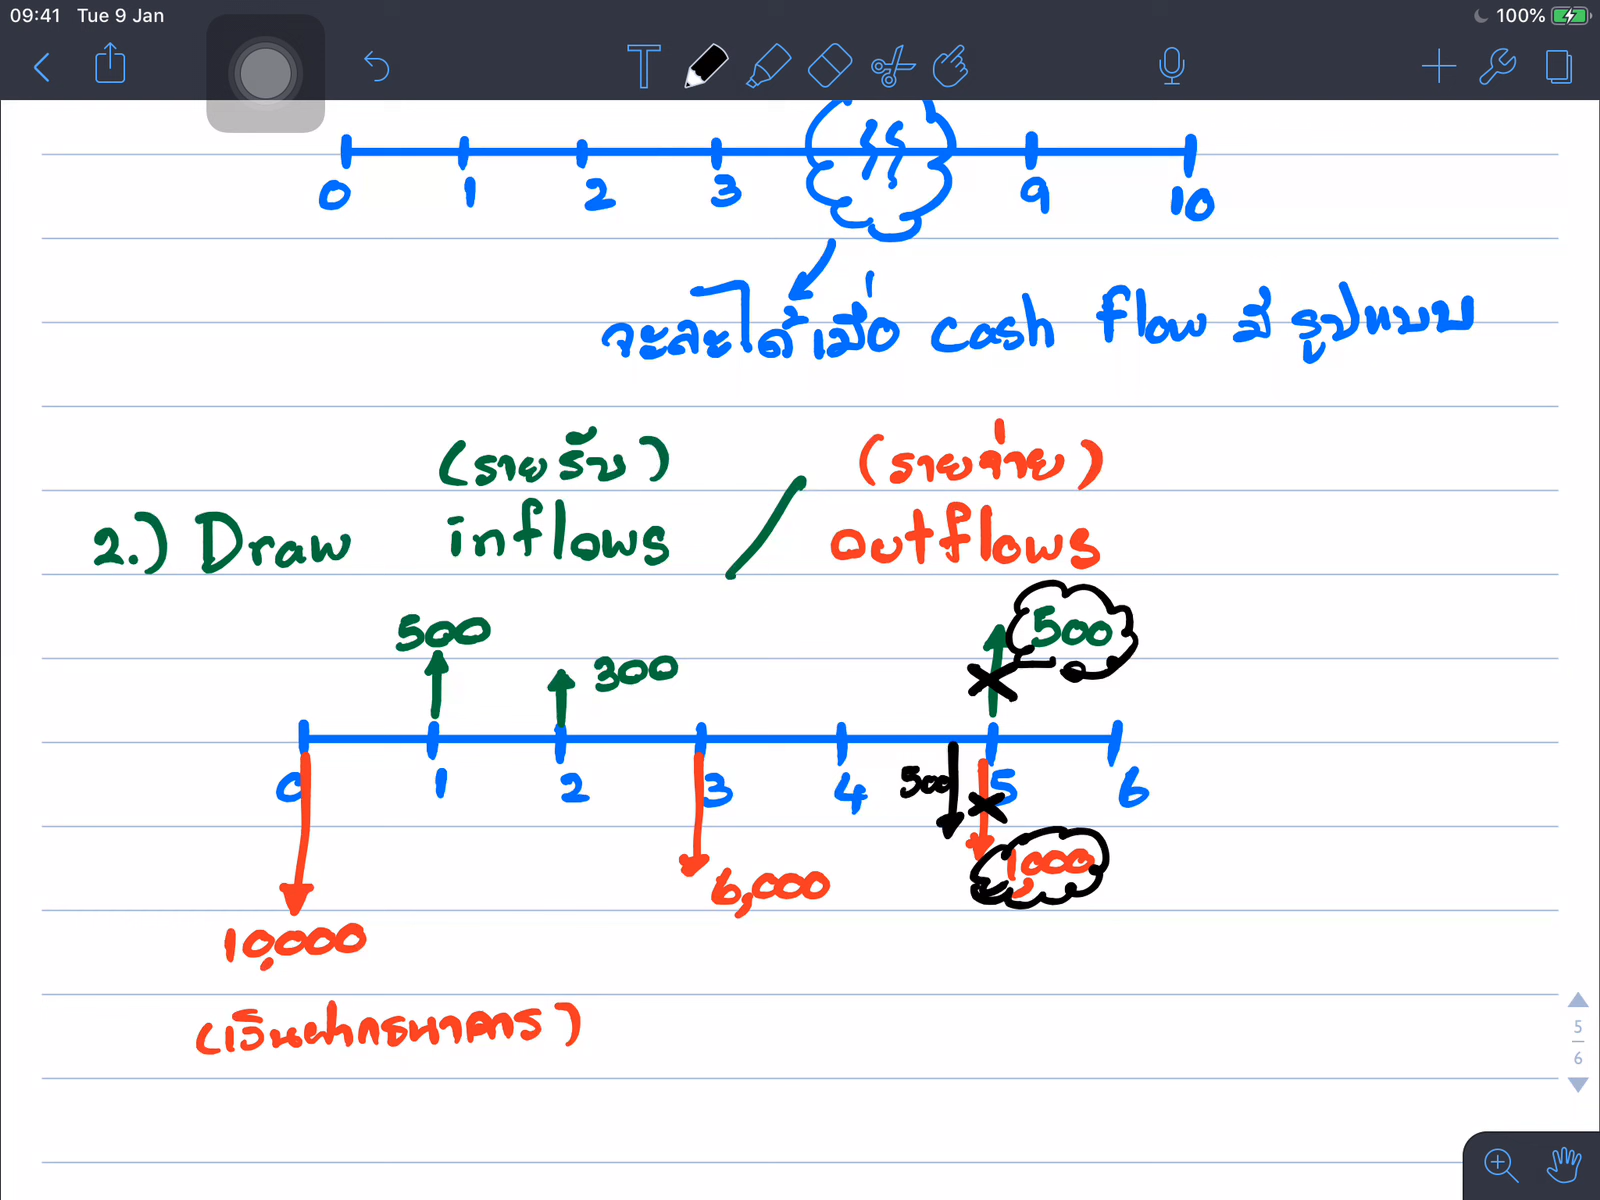 09:41 Tue 9 Jan 100%
0 1 2 3 9 10
จะละได้เมื่อ cash flow มี รูปแบบ
(รายรับ) (รายจ่าย)
2.) Draw inflows / outflows
500 300 500
0 1 2 3 4 5 6
500
6,000 1,000
10,000
(เงินฝากธนาคาร)
5
6